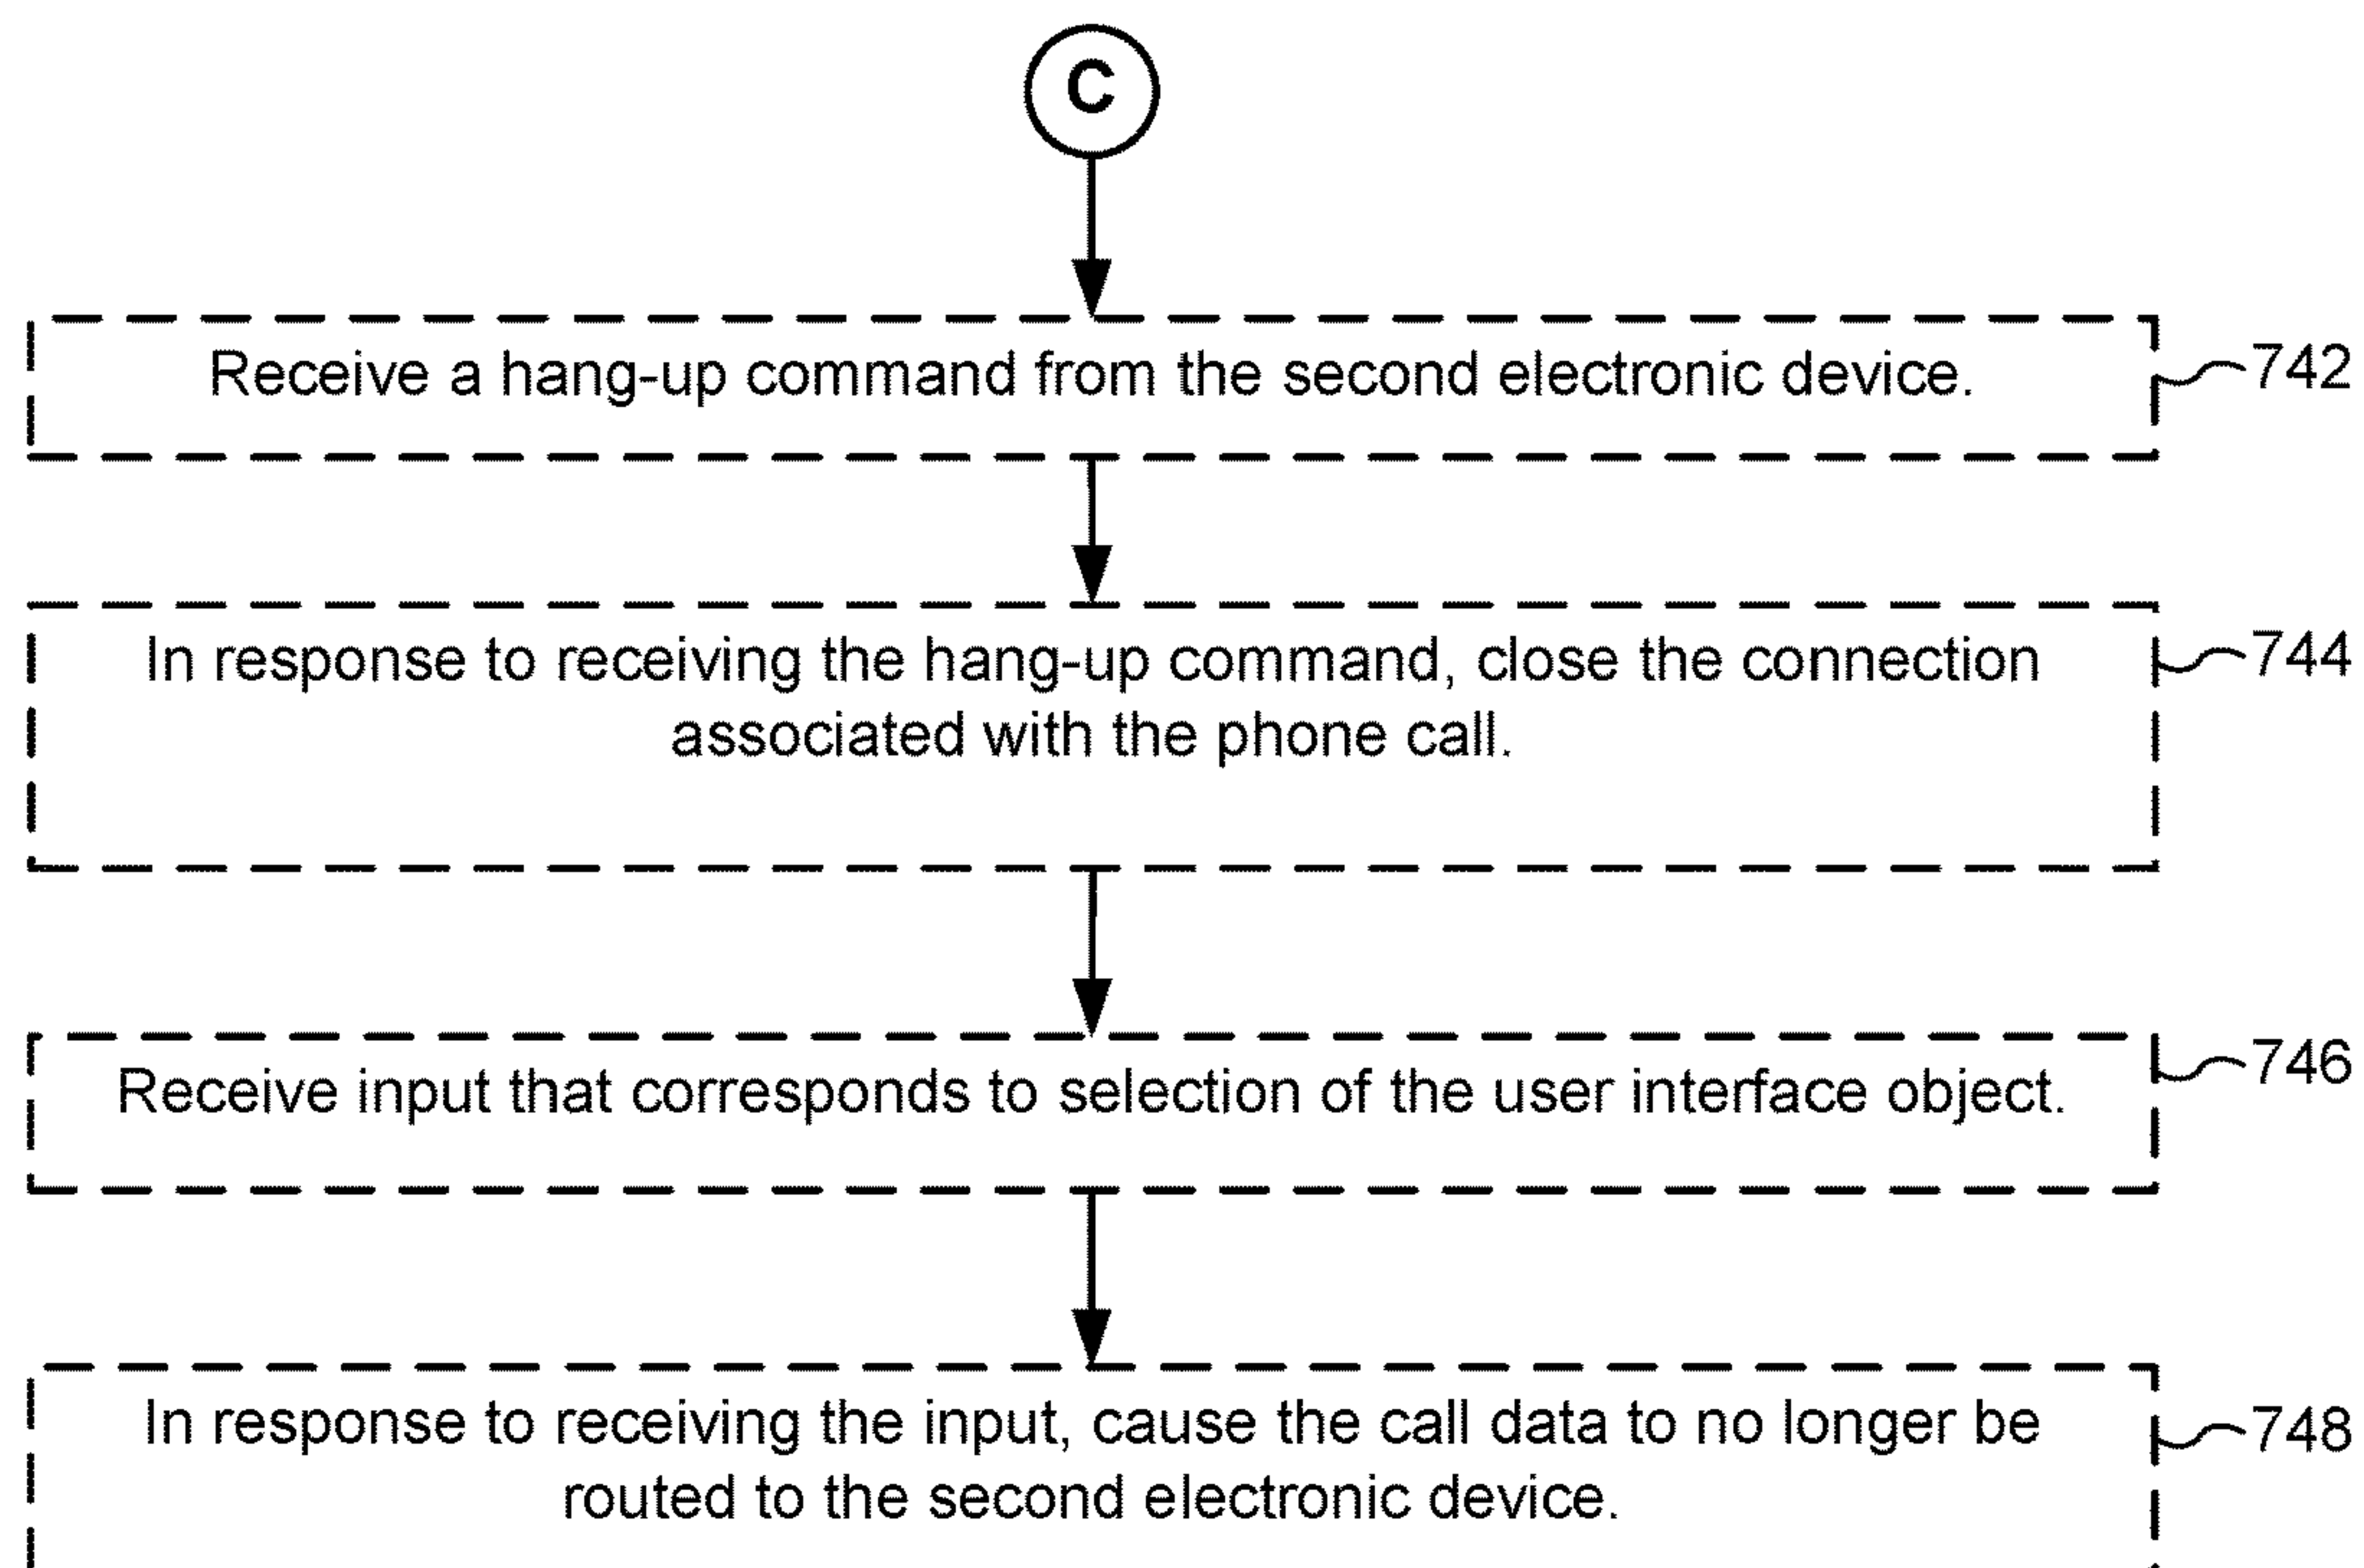 C
Receive a hang-up command from the second electronic device.
742
In response to receiving the hang-up command, close the connection
744
associated with the phone call.
Receive input that corresponds to selection of the user interface object.
746
In response to receiving the input, cause the call data to no longer be
748
routed to the second electronic device.